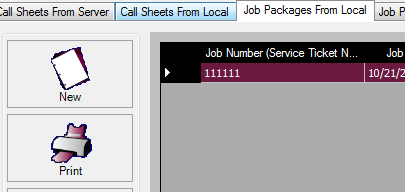 Call Sheets From Server Call Sheets From Local Job Packages From Local Job P
Job Number (Service Ticket N... Job
111111 10/21/2
New
Print